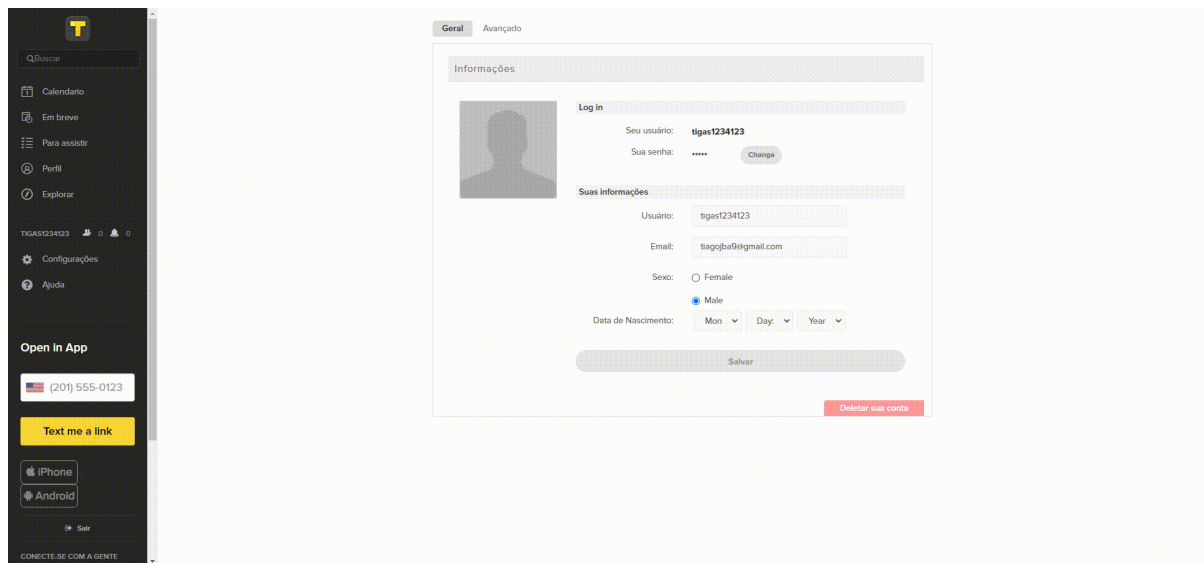 T
Buscar
Calendario
Em breve
Para assistir
Perfil
Explorar
TIGAS1234123 0 0
Configurações
Ajuda
Open in App
(201) 555-0123
Text me a link
iPhone
Android
Sair
CONECTE-SE COM A GENTE
Geral Avançado
Informações
Log in
Seu usuário: tigas1234123
Sua senha: ••••• Change
Suas informações
Usuário: tigas1234123
Email: tiagojba9@gmail.com
Sexo: Female
Male
Data de Nascimento: Mon Day: Year
Salvar
Deletar sua conta